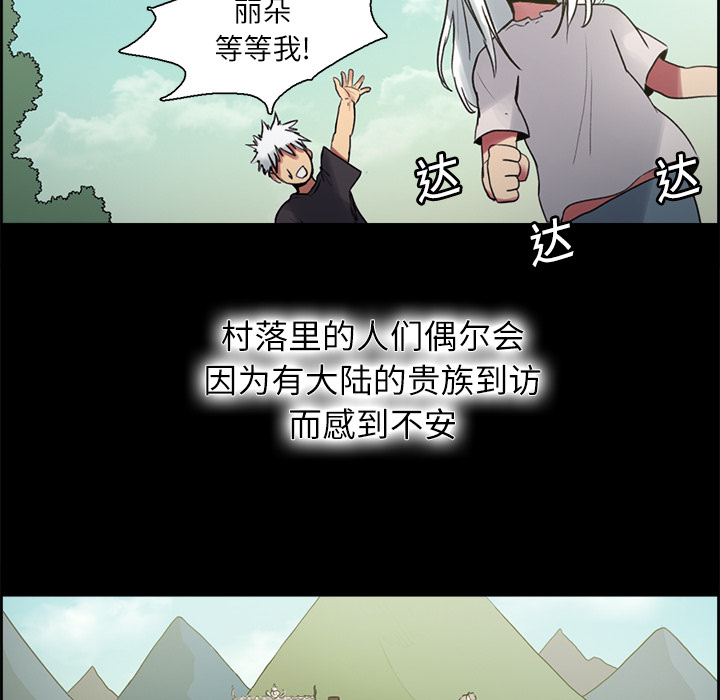 丽朵
等等我!
达
达
达
村落里的人们偶尔会
因为有大陆的贵族到访
而感到不安